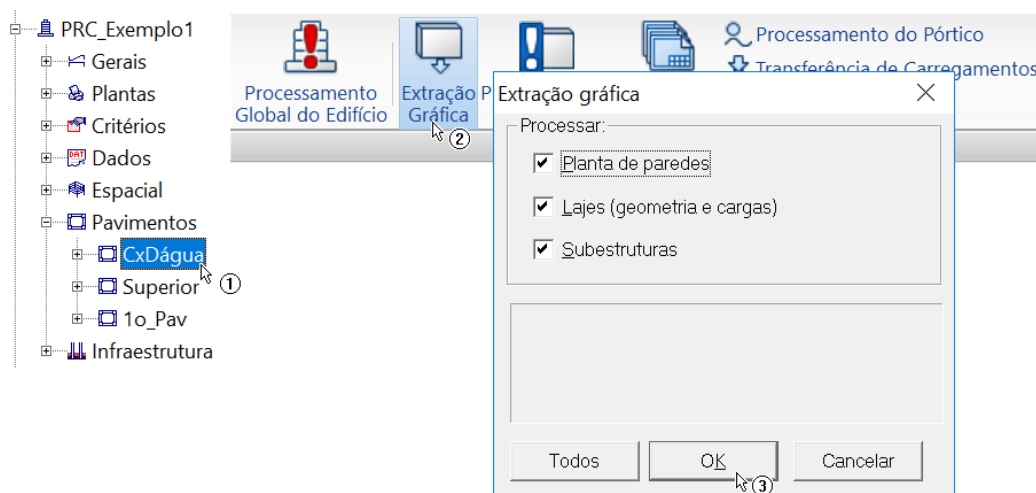 PRC_Exemplo1
Gerais
Plantas
Critérios
DAT
Dados
Espacial
Pavimentos
CxDágua
1
Superior
1o_Pav
Infraestrutura
Processamento
Global do Edifício
Extração
Gráfica
2
P
Processamento do Pórtico
Transferência de Carregamentos
Extração gráfica
Processar:
Planta de paredes
Lajes (geometria e cargas)
Subestruturas
Todos
OK
Cancelar
3